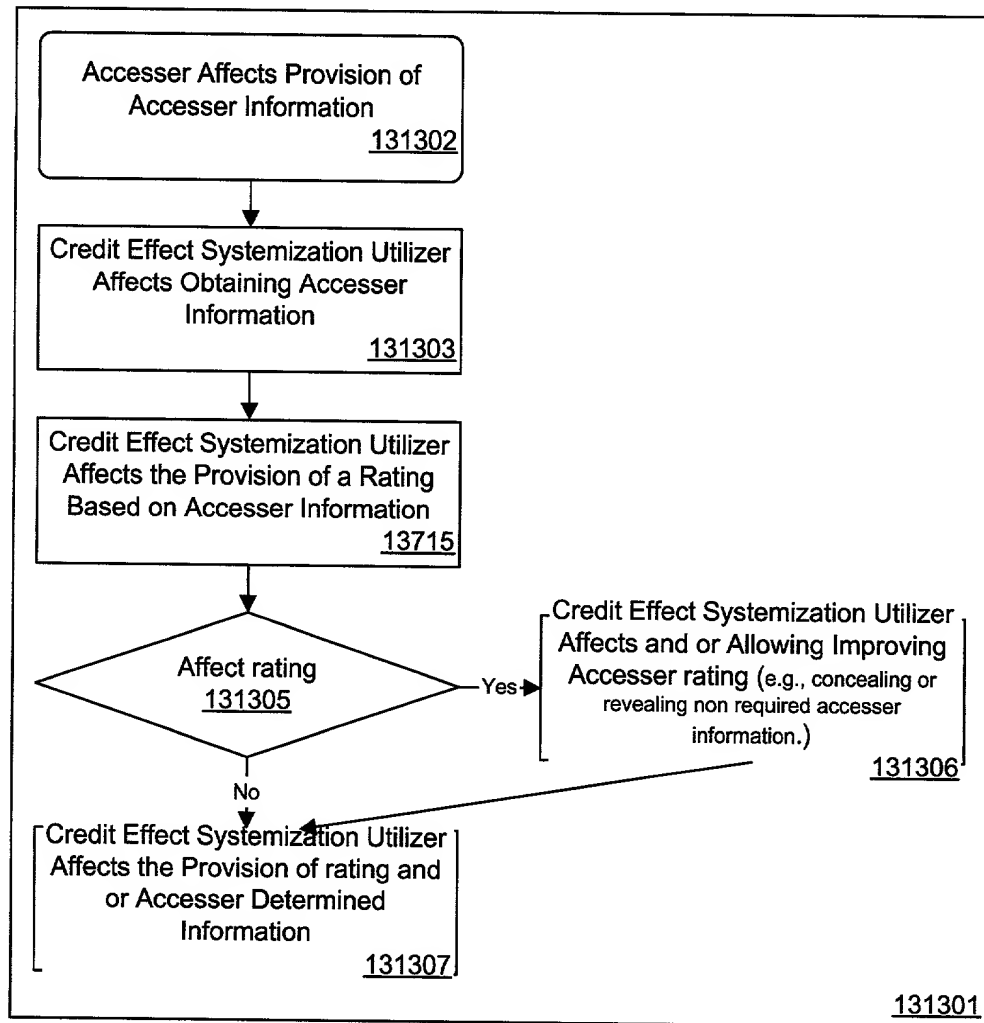 Accesser Affects Provision of
Accesser Information
131302
Credit Effect Systemization Utilizer
Affects Obtaining Accesser
Information
131303
Credit Effect Systemization Utilizer
Affects the Provision of a Rating
Based on Accesser Information
13715
Affect rating
131305
Yes
Credit Effect Systemization Utilizer
Affects and or Allowing Improving
Accesser rating (e.g., concealing or
revealing non required accesser
information.)
131306
No
Credit Effect Systemization Utilizer
Affects the Provision of rating and
or Accesser Determined
Information
131307
131301